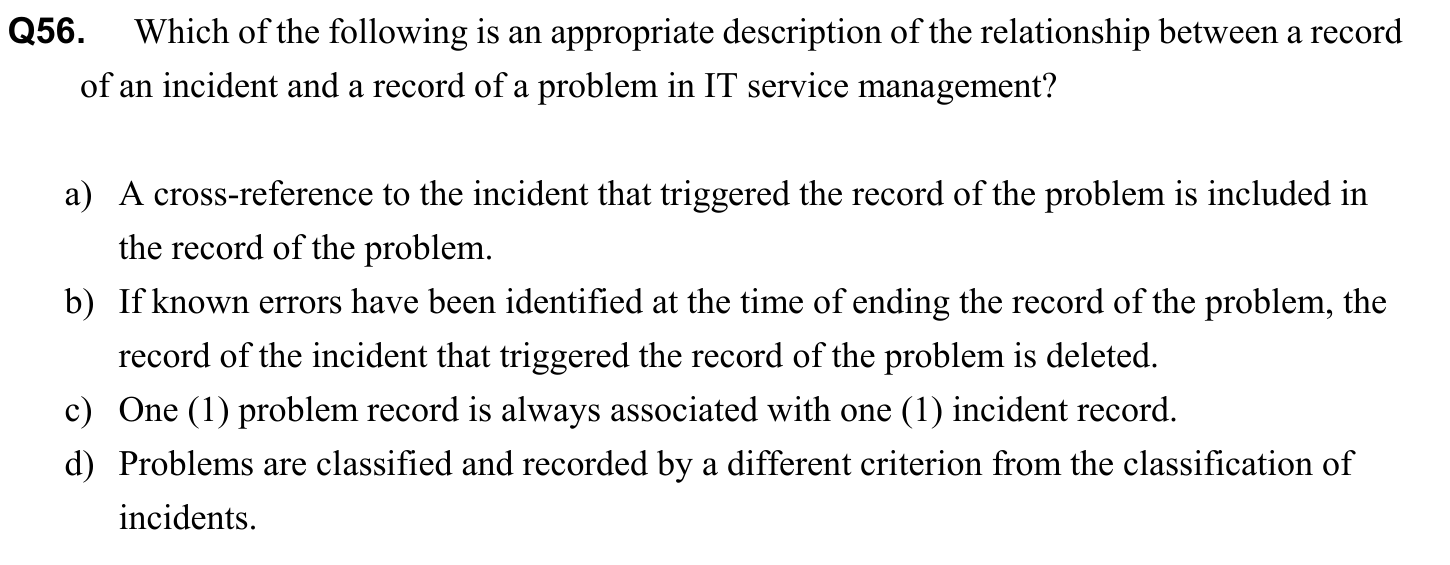 Q56. Which of the following is an appropriate description of the relationship between a record
of an incident and a record of a problem in IT service management?
a) A cross-reference to the incident that triggered the record of the problem is included in
the record of the problem.
b) If known errors have been identified at the time of ending the record of the problem, the
record of the incident that triggered the record of the problem is deleted.
c) One (1) problem record is always associated with one (1) incident record.
d) Problems are classified and recorded by a different criterion from the classification of
incidents.